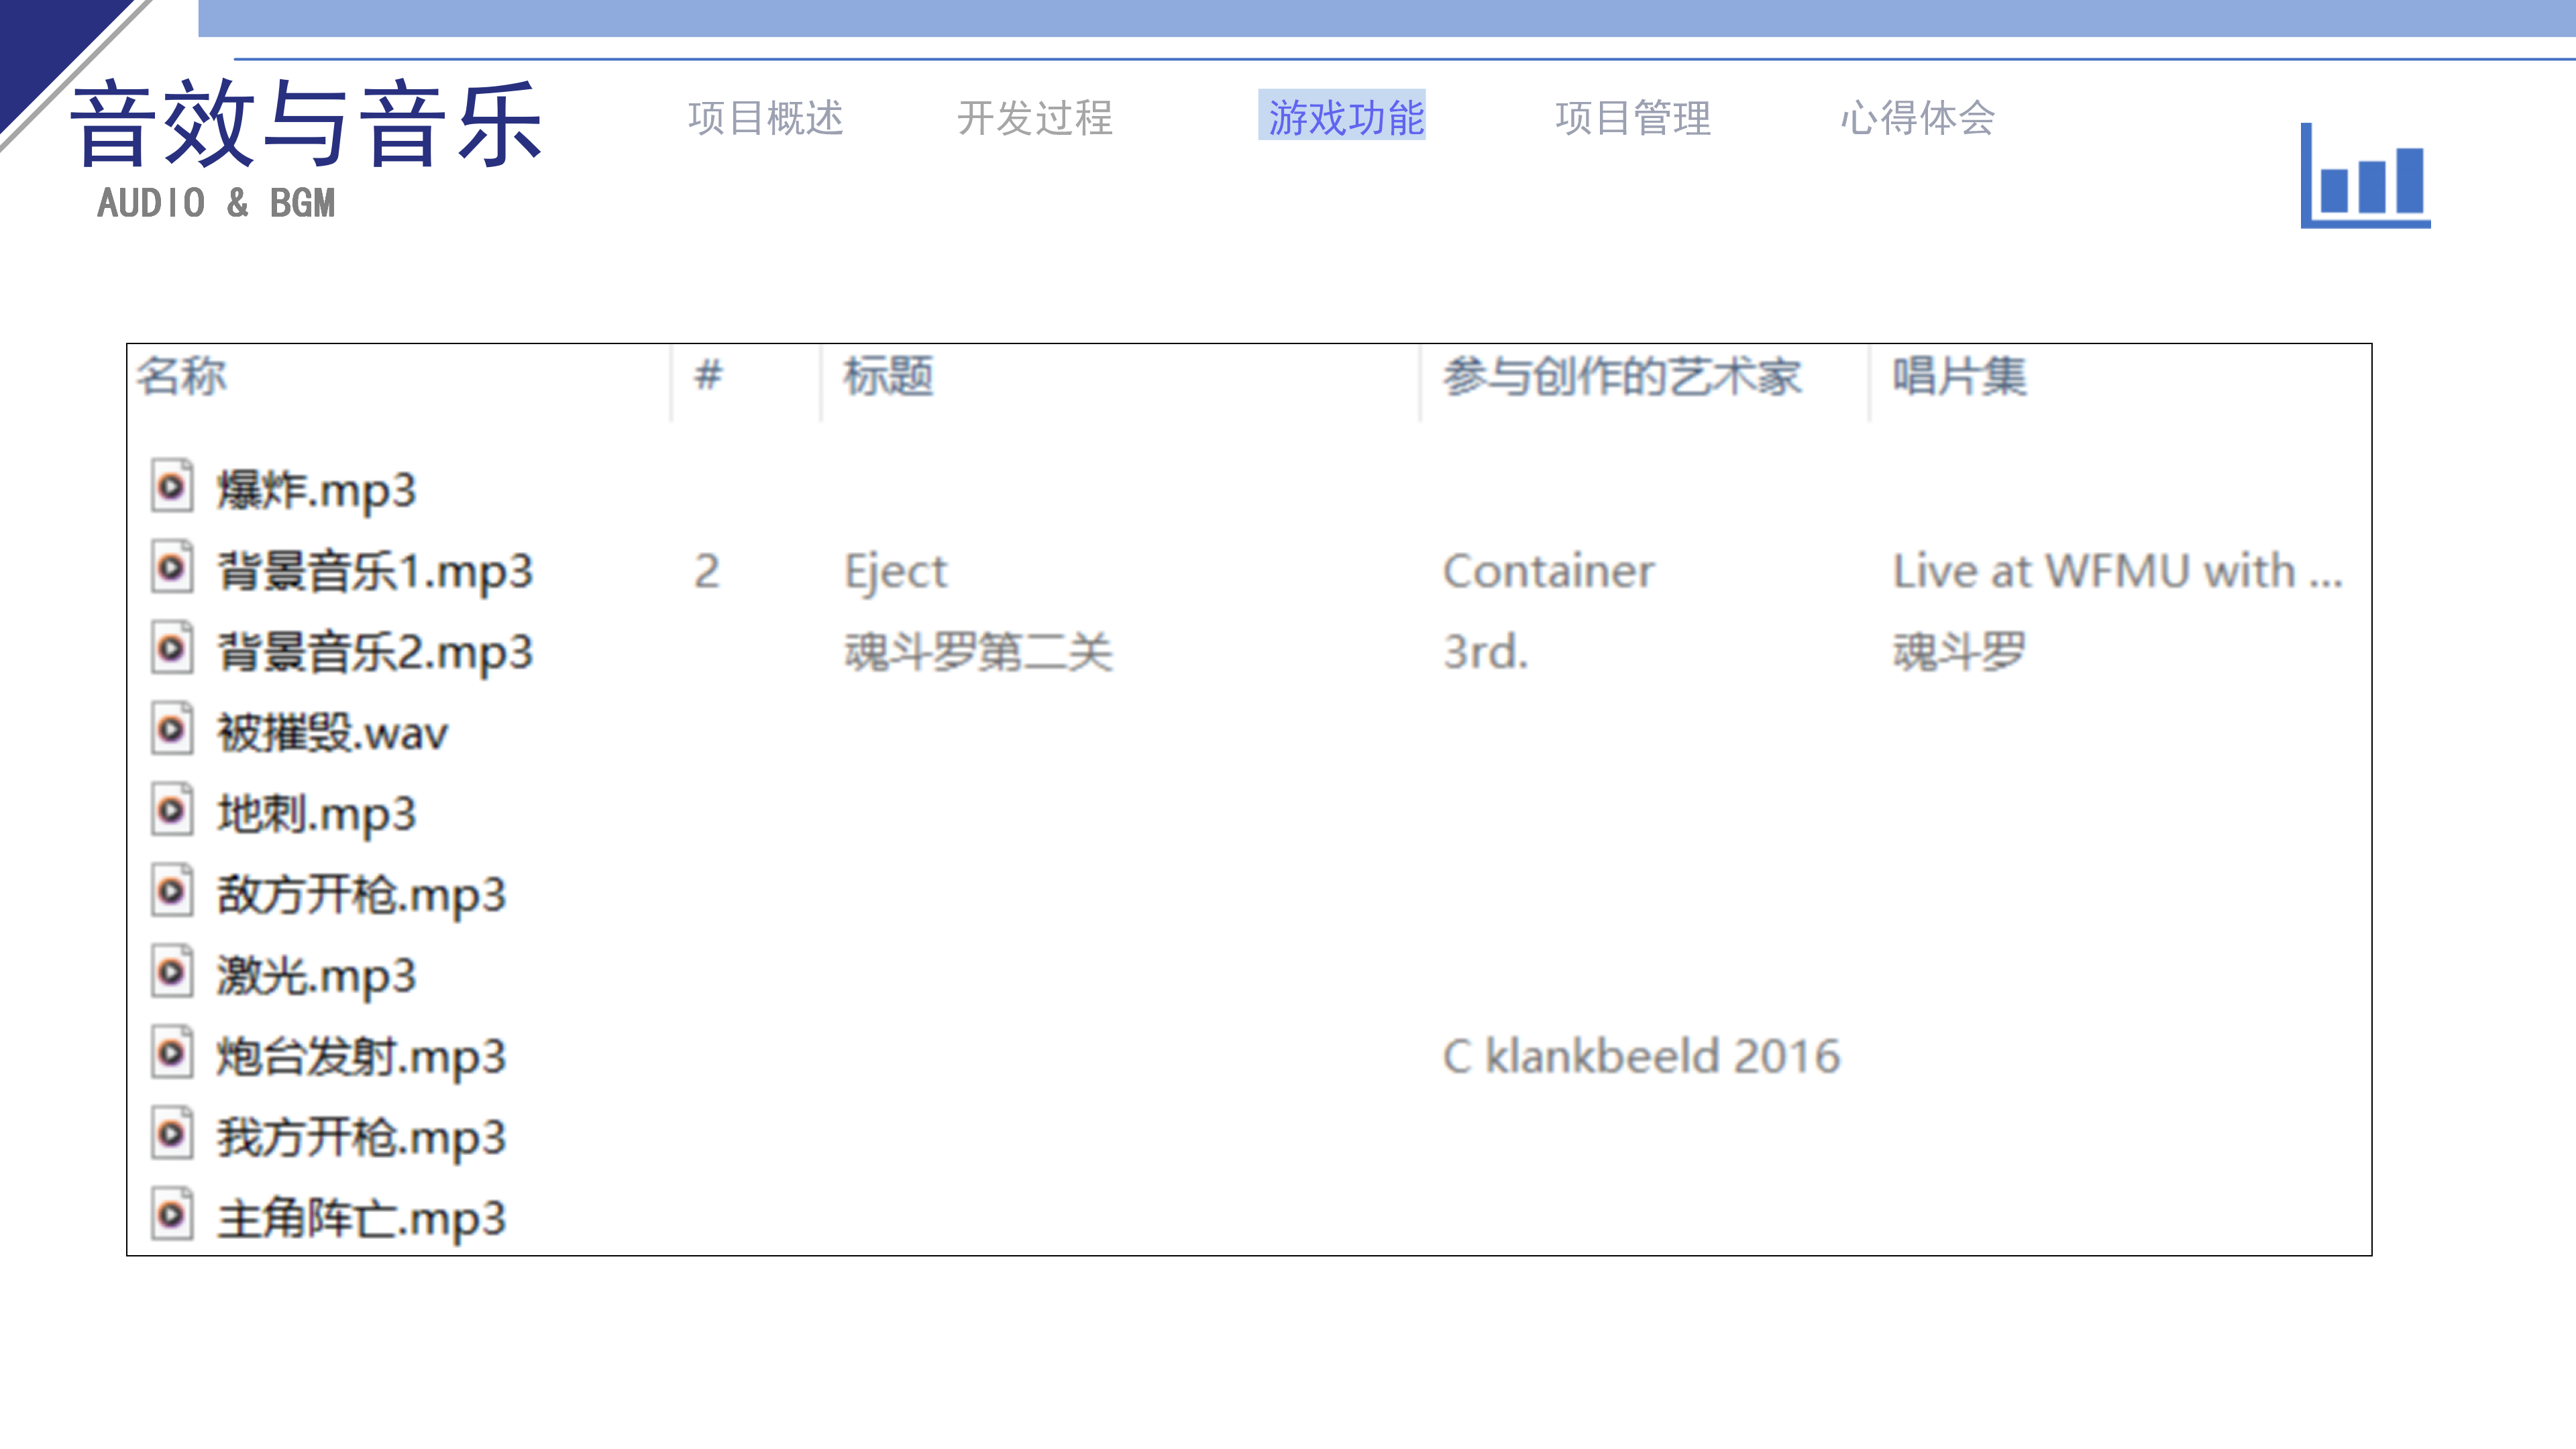 音效与音乐
AUDIO & BGM
项目概述 开发过程 游戏功能 项目管理 心得体会
名称 # 标题 参与创作的艺术家 唱片集
爆炸.mp3
背景音乐1.mp3 2 Eject Container Live at WFMU with ...
背景音乐2.mp3 魂斗罗第二关 3rd. 魂斗罗
被摧毁.wav
地刺.mp3
敌方开枪.mp3
激光.mp3
炮台发射.mp3 C klankbeeld 2016
我方开枪.mp3
主角阵亡.mp3